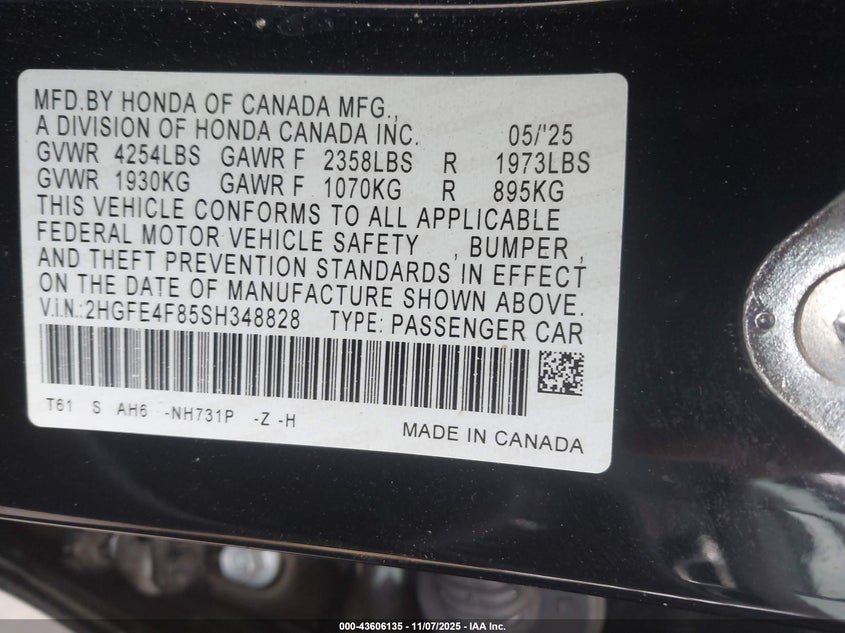 MFD.BY HONDA OF CANADA MFG.,
A DIVISION OF HONDA CANADA INC. 05/'25
GVWR 4254LBS GAWR F 2358LBS R 1973LBS
GVWR 1930KG GAWR F 1070KG R 895KG
THIS VEHICLE CONFORMS TO ALL APPLICABLE
FEDERAL MOTOR VEHICLE SAFETY , BUMPER ,
AND THEFT PREVENTION STANDARDS IN EFFECT
ON THE DATE OF MANUFACTURE SHOWN ABOVE.
V.i.N.:2HGFE4F85SH348828 TYPE: PASSENGER CAR
T61 S AH6 -NH731P -Z -H
MADE IN CANADA
000-43606135 - 11/07/2025 - IAA Inc.